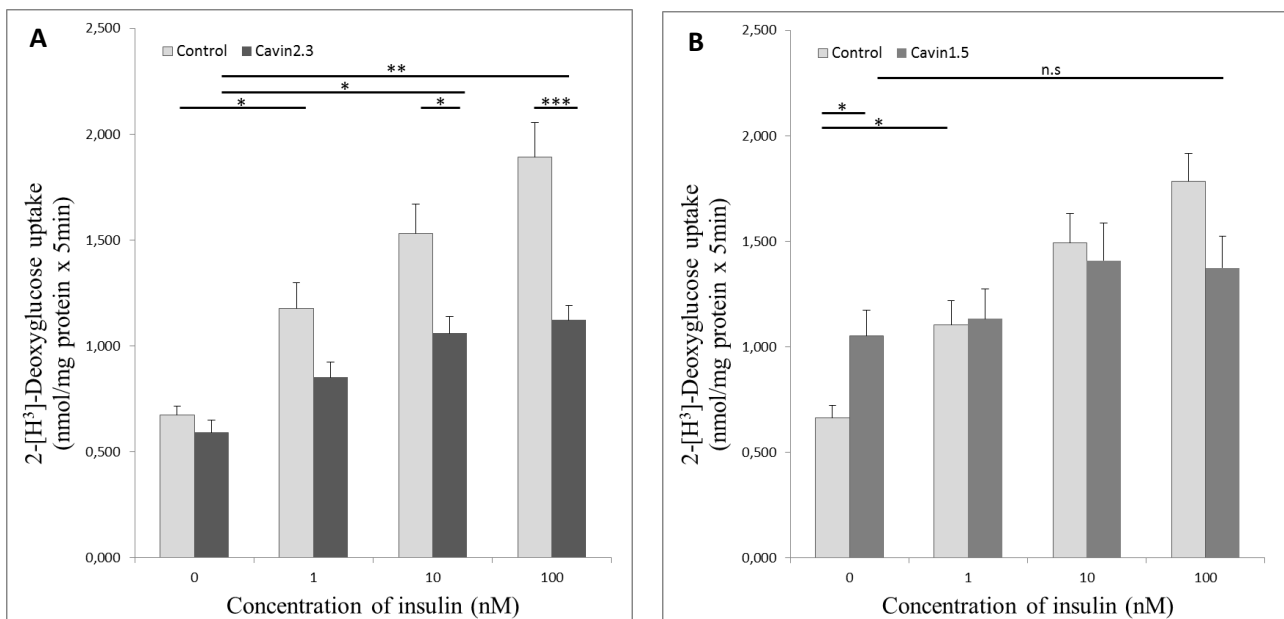 A
Control Cavin2.3
**
*
* * ***
2,500
2,000
1,500
1,000
0,500
0,000
2-[H³]-Deoxyglucose uptake
(nmol/mg protein x 5min)
0 1 10 100
Concentration of insulin (nM)
B
Control Cavin1.5
n.s
*
*
2,500
2,000
1,500
1,000
0,500
0,000
2-[H³]-Deoxyglucose uptake
(nmol/mg protein x 5min)
0 1 10 100
Concentration of insulin (nM)